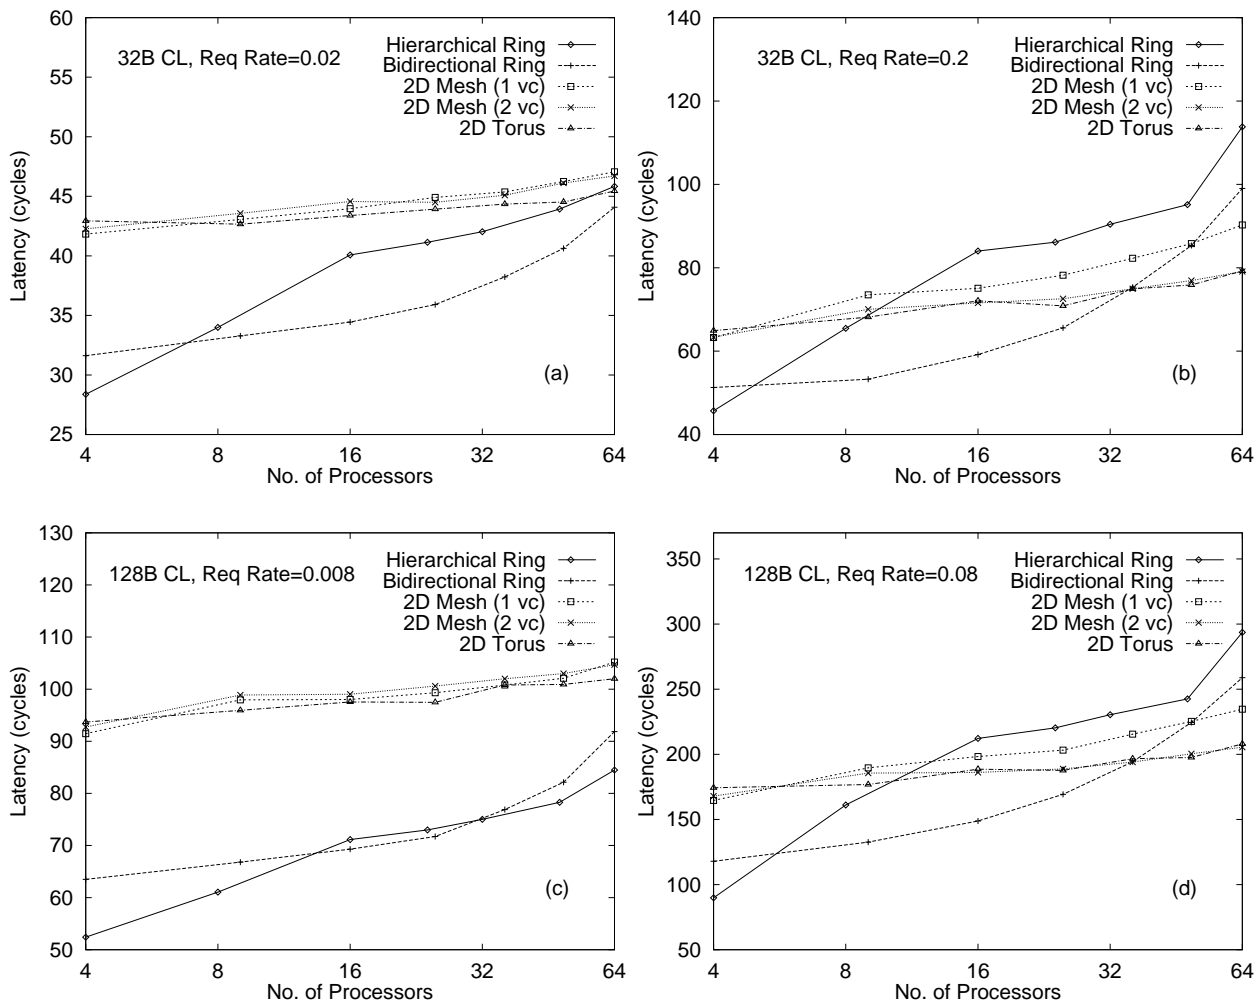 60
55
50
45
40
35
30
25
Latency (cycles)
32B CL, Req Rate=0.02
Hierarchical Ring
Bidirectional Ring
2D Mesh (1 vc)
2D Mesh (2 vc)
2D Torus
(a)
4 8 16 32 64
No. of Processors
140
120
100
80
60
40
Latency (cycles)
32B CL, Req Rate=0.2
Hierarchical Ring
Bidirectional Ring
2D Mesh (1 vc)
2D Mesh (2 vc)
2D Torus
(b)
4 8 16 32 64
No. of Processors
130
120
110
100
90
80
70
60
50
Latency (cycles)
128B CL, Req Rate=0.008
Hierarchical Ring
Bidirectional Ring
2D Mesh (1 vc)
2D Mesh (2 vc)
2D Torus
(c)
4 8 16 32 64
No. of Processors
350
300
250
200
150
100
50
Latency (cycles)
128B CL, Req Rate=0.08
Hierarchical Ring
Bidirectional Ring
2D Mesh (1 vc)
2D Mesh (2 vc)
2D Torus
(d)
4 8 16 32 64
No. of Processors